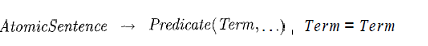 AtomicSentence → Predicate(Term,...) , Term = Term